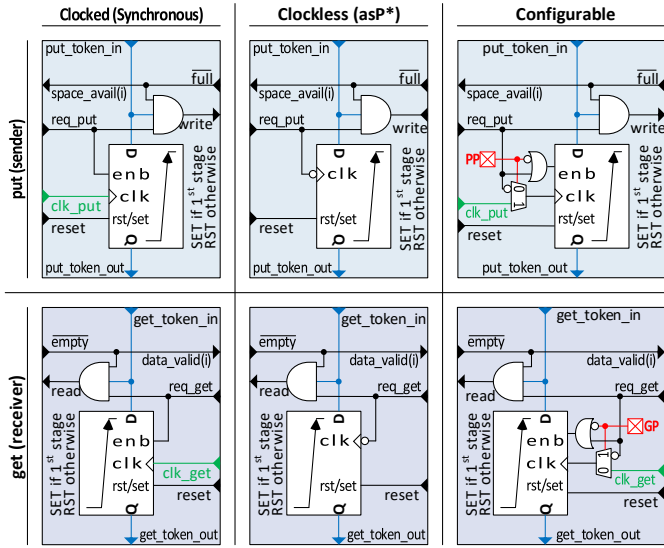 Clocked (Synchronous)
Clockless (asP*)
Configurable
put (sender)
put_token_in
full
space_avail(i)
req_put
write
D
enb
clk
clk_put
rst/set
reset
Q
SET if 1st stage
RST otherwise
put_token_out
put_token_in
full
space_avail(i)
req_put
write
D
clk
rst/set
reset
Q
SET if 1st stage
RST otherwise
put_token_out
put_token_in
full
space_avail(i)
req_put
write
PP
0
1
D
enb
clk
clk_put
rst/set
reset
Q
SET if 1st stage
RST otherwise
put_token_out
get (receiver)
get_token_in
empty
data_valid(i)
read
req_get
D
enb
clk
clk_get
rst/set
reset
Q
SET if 1st stage
RST otherwise
get_token_out
get_token_in
empty
data_valid(i)
read
req_get
D
clk
rst/set
reset
Q
SET if 1st stage
RST otherwise
get_token_out
get_token_in
empty
data_valid(i)
read
req_get
D
enb
GP
0
1
clk
clk_get
rst/set
reset
Q
SET if 1st stage
RST otherwise
get_token_out